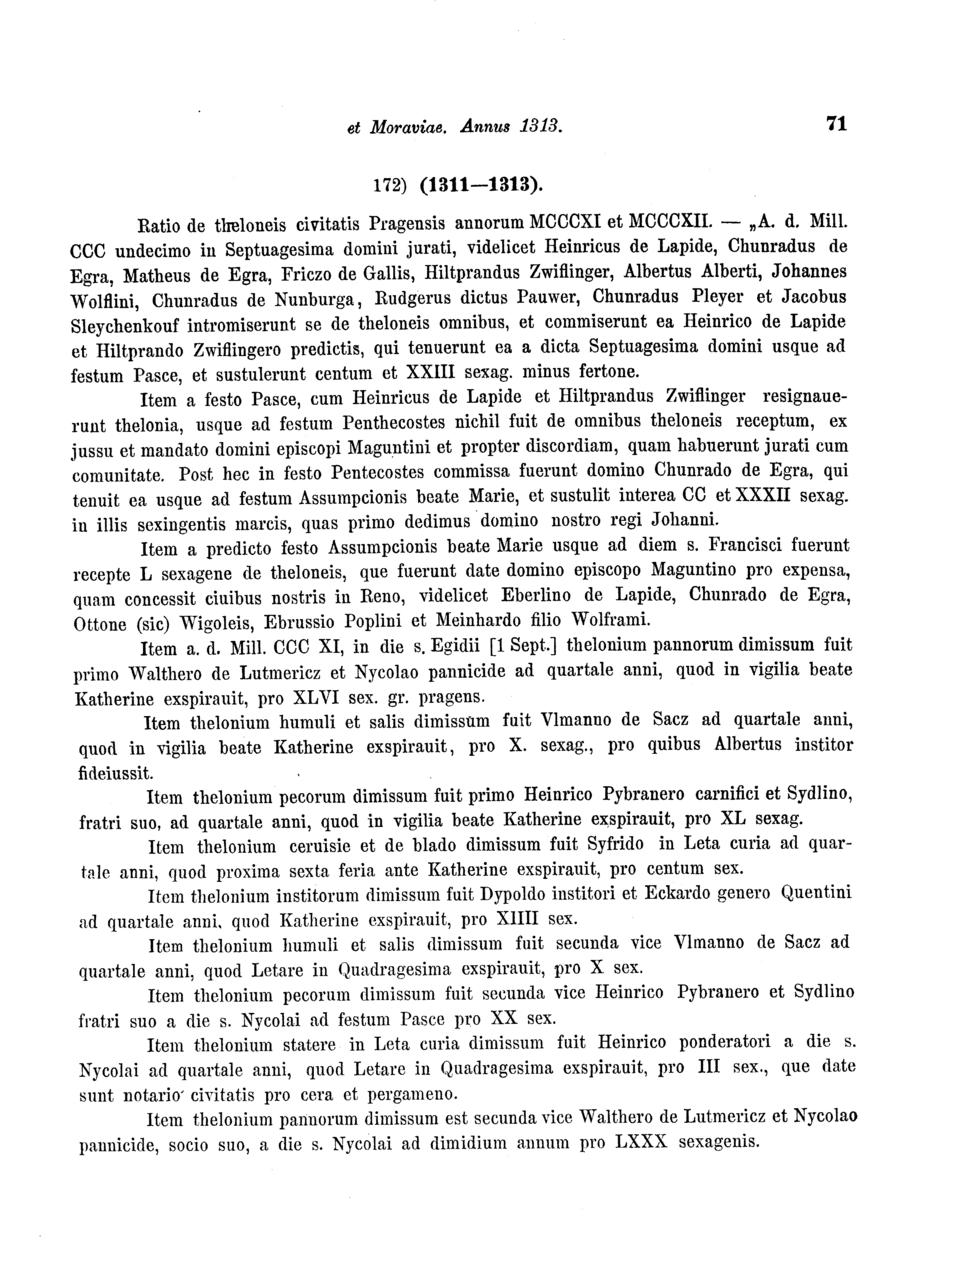 et Moraviae. Annus 1313. 71
172) (1311—1313).
Ratio de theloneis civitatis Pragensis annorum MCCCXI et MCCCXII. — „A. d. Mill.
CCC undecimo in Septuagesima domini jurati, videlicet Heinricus de Lapide, Chunradus de
Egra, Matheus de Egra, Friczo de Gallis, Hiltprandus Zwiflinger, Albertus Alberti, Johannes
Wolflini, Chunradus de Nunburga, Rudgerus dictus Pauwer, Chunradus Pleyer et Jacobus
Sleychenkouf intromiserunt se de theloneis omnibus, et commiserunt ea Heinrico de Lapide
et Hiltprando Zwiflingero predictis, qui tenuerunt ea a dicta Septuagesima domini usque ad
festum Pasce, et sustulerunt centum et XXIII sexag. minus fertone.
Item a festo Pasce, cum Heinricus de Lapide et Hiltprandus Zwiflinger resignaue-
runt thelonia, usque ad festum Penthecostes nichil fuit de omnibus theloneis receptum, ex
jussu et mandato domini episcopi Maguntini et propter discordiam, quam habuerunt jurati cum
comunitate. Post hec in festo Pentecostes commissa fuerunt domino Chunrado de Egra, qui
tenuit ea usque ad festum Assumpcionis beate Marie, et sustulit interea CC et XXXII sexag.
in illis sexingentis marcis, quas primo dedimus domino nostro regi Johanni.
Item a predicto festo Assumpcionis beate Marie usque ad diem s. Francisci fuerunt
recepte L sexagene de theloneis, que fuerunt date domino episcopo Maguntino pro expensa,
quam concessit ciuibus nostris in Reno, videlicet Eberlino de Lapide, Chunrado de Egra,
Ottone (sic) Wigoleis, Ebrussio Poplini et Meinhardo filio Wolframi.
Item a. d. Mill. CCC XI, in die s. Egidii [1 Sept.] thelonium pannorum dimissum fuit
primo Walthero de Lutmericz et Nycolao pannicide ad quartale anni, quod in vigilia beate
Katherine exspirauit, pro XLVI sex. gr. pragens.
Item thelonium humuli et salis dimissum fuit Vlmanno de Sacz ad quartale anni,
quod in vigilia beate Katherine exspirauit, pro X. sexag., pro quibus Albertus institor
fideiussit.
Item thelonium pecorum dimissum fuit primo Heinrico Pybranero carnifici et Sydlino,
fratri suo, ad quartale anni, quod in vigilia beate Katherine exspirauit, pro XL sexag.
Item thelonium ceruisie et de blado dimissum fuit Syfrido in Leta curia ad quar-
tale anni, quod proxima sexta feria ante Katherine exspirauit, pro centum sex.
Item thelonium institorum dimissum fuit Dypoldo institori et Eckardo genero Quentini
ad quartale anni, quod Katherine exspirauit, pro XIIII sex.
Item thelonium humuli et salis dimissum fuit secunda vice Vlmanno de Sacz ad
quartale anni, quod Letare in Quadragesima exspirauit, pro X sex.
Item thelonium pecorum dimissum fuit secunda vice Heinrico Pybranero et Sydlino
fratri suo a die s. Nycolai ad festum Pasce pro XX sex.
Item thelonium statere in Leta curia dimissum fuit Heinrico ponderatori a die s.
Nycolai ad quartale anni, quod Letare in Quadragesima exspirauit, pro III sex., que date
sunt notario civitatis pro cera et pergameno.
Item thelonium pannorum dimissum est secunda vice Walthero de Lutmericz et Nycolao
pannicide, socio suo, a die s. Nycolai ad dimidium annum pro LXXX sexagenis.